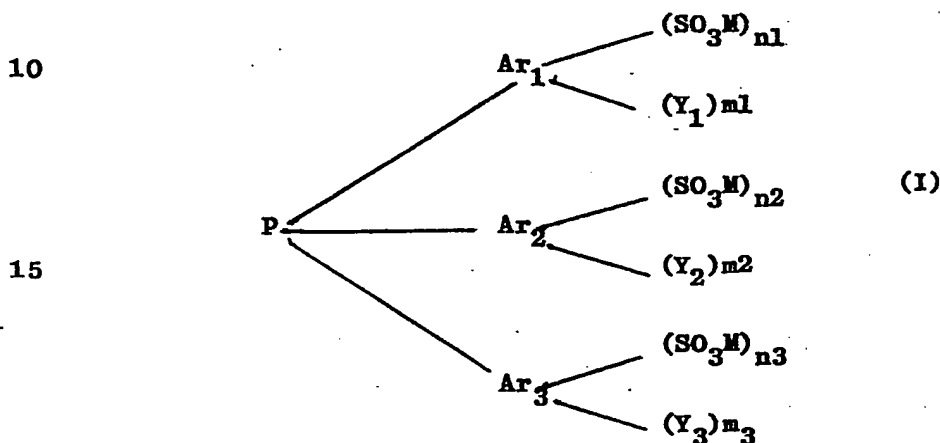 (SO3M)n1
10 Ar1
(Y1)m1
(SO3M)n2 (I)
P Ar2
15 (Y2)m2
(SO3M)n3
Ar3
(Y3)m3